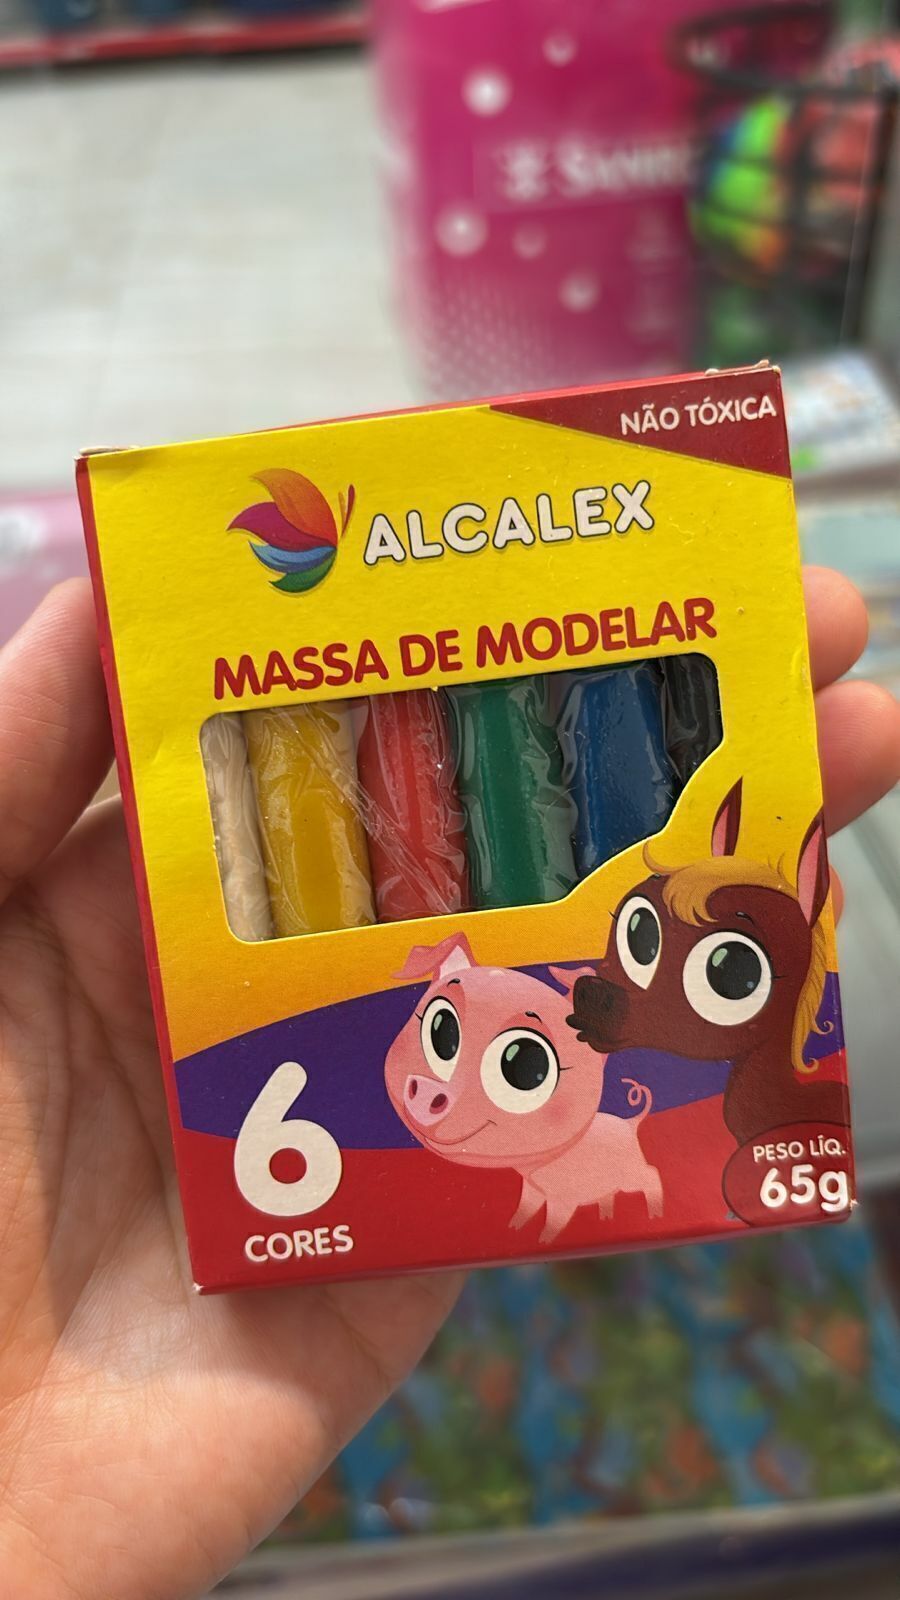 NÃO TÓXICA
ALCALEX
MASSA DE MODELAR
6
CORES
PESO LÍQ.
65g